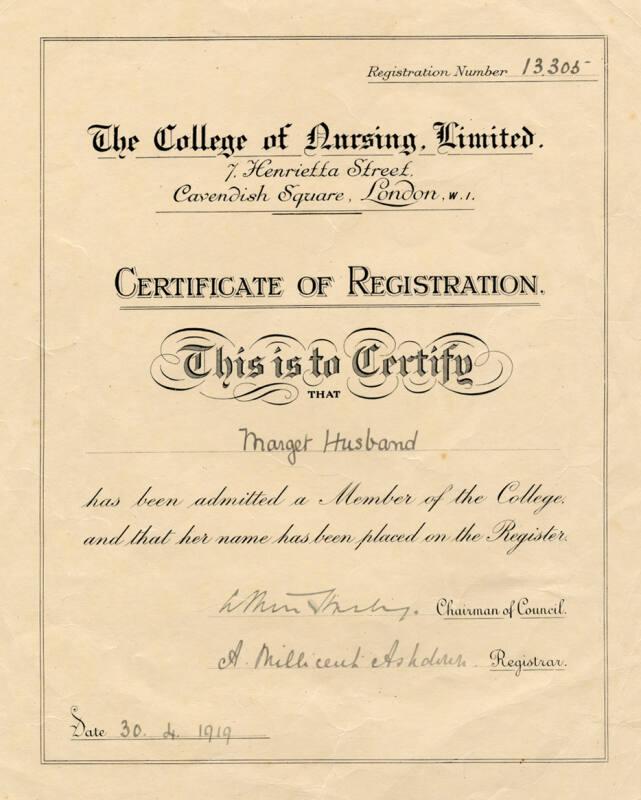 Registration Number 13305
The College of Nursing, Limited.
7, Henrietta Street,
Cavendish Square, London, W.1.
CERTIFICATE OF REGISTRATION.
This is to Certify
THAT
Marget Husband
has been admitted a Member of the College,
and that her name has been placed on the Register.
Chairman of Council.
A. Millicent Ashdown. Registrar.
Date 30. 4. 1919